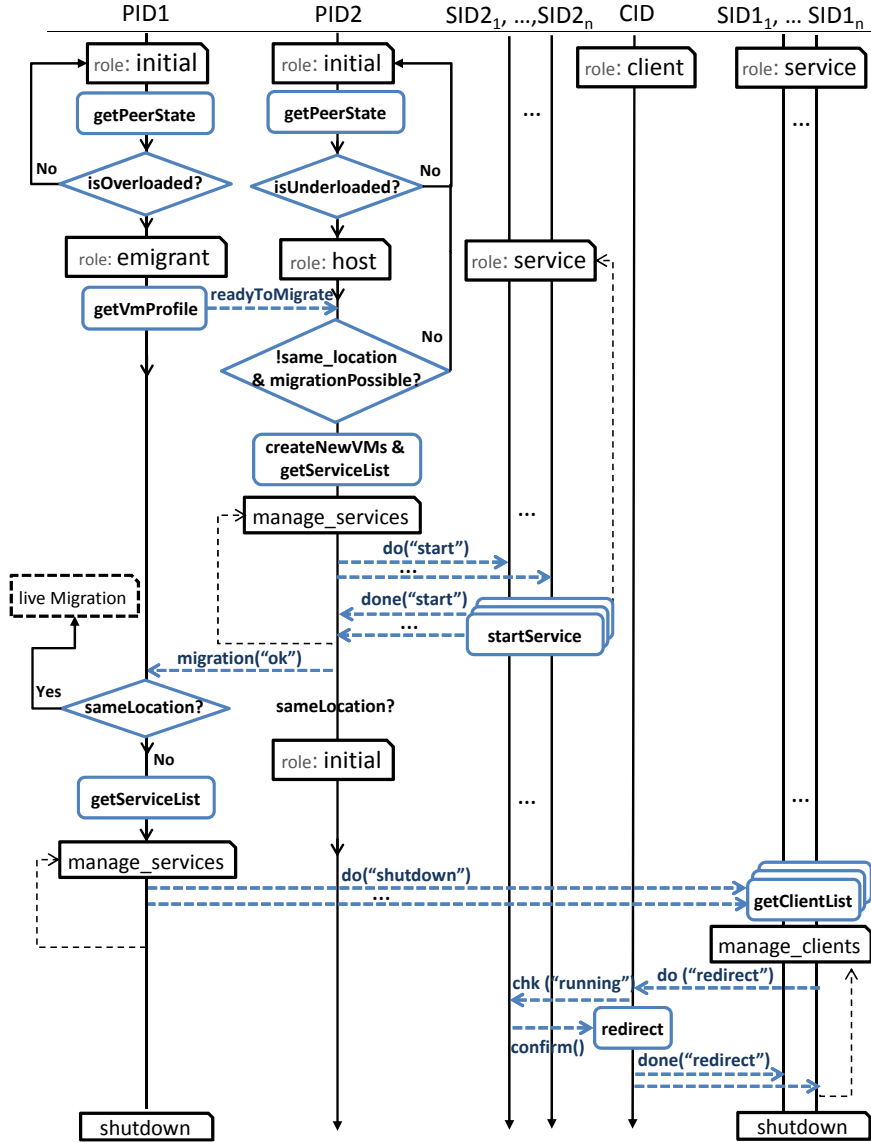 PID1 PID2 SID2₁, ...,SID2ₙ CID SID1₁, ... SID1ₙ
role: initial role: initial role: client role: service
getPeerState getPeerState ... ...
No No
isOverloaded? isUnderloaded?
role: emigrant role: host role: service
getVmProfile readyToMigrate
No
!same_location
& migrationPossible?
createNewVMs &
getServiceList
manage_services ...
do("start")
...
live Migration done("start")
... startService
migration("ok")
Yes
sameLocation? sameLocation?
No role: initial
getServiceList ... ...
manage_services
do("shutdown")
... getClientList
manage_clients
chk ("running") do ("redirect")
redirect
confirm()
done("redirect")
shutdown shutdown